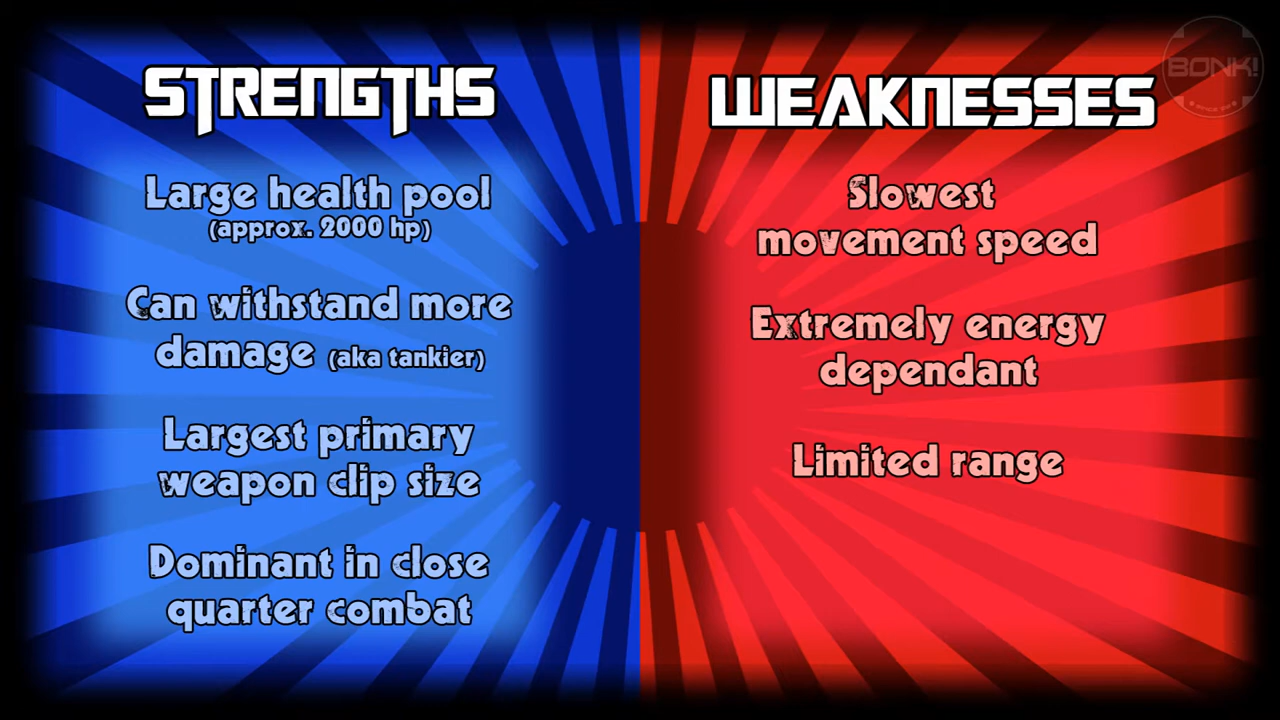 STRENGTHS
Large health pool
(approx. 2000 hp)
Can withstand more
damage (aka tankier)
Largest primary
weapon clip size
Dominant in close
quarter combat
WEAKNESSES
Slowest
movement speed
Extremely energy
dependant
Limited range
BONK!